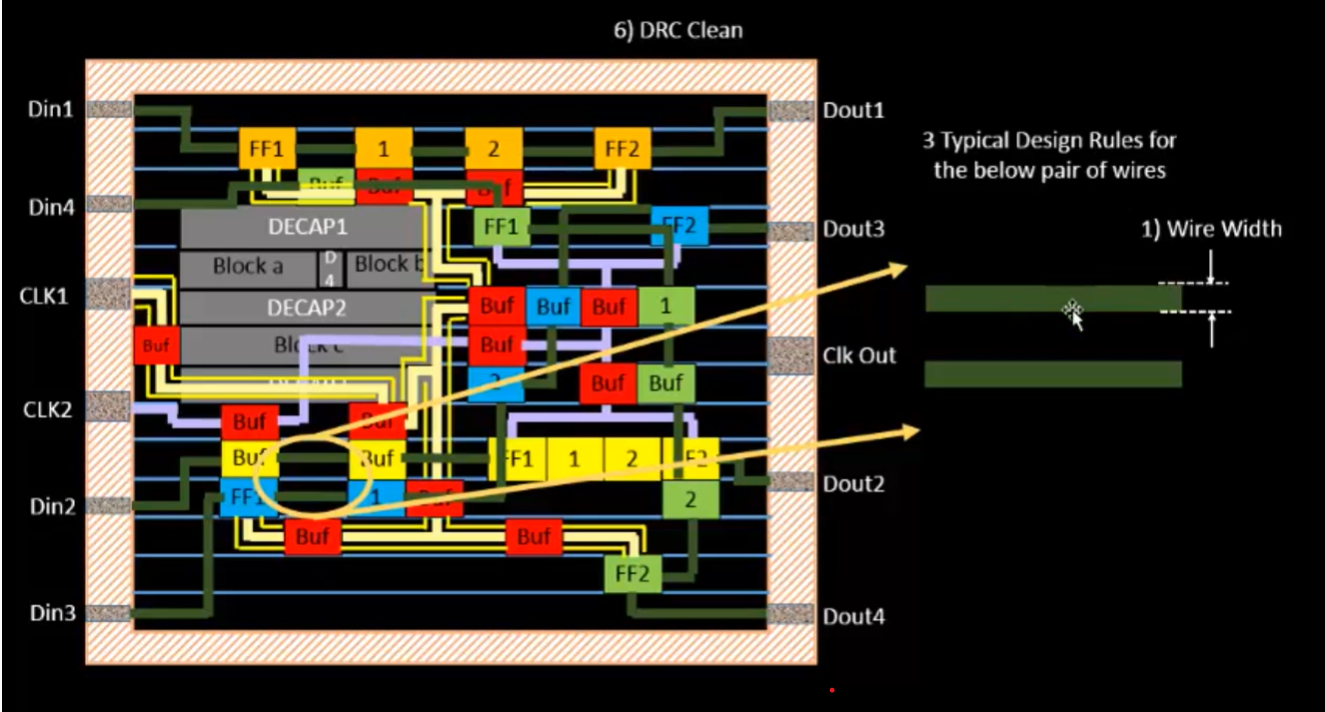 6) DRC Clean
Din1
Dout1
FF1
1
2
FF2
3 Typical Design Rules for
the below pair of wires
Buf
Buf
Buf
Din4
DECAP1
FF1
FF2
Dout3
1) Wire Width
Block a
D
4
Block b
CLK1
DECAP2
Buf
Buf
Buf
1
Buf
Block c
Buf
Clk Out
2
Buf
Buf
CLK2
Buf
Buf
Buf
Buf
FF1
1
2
FF2
Dout2
Din2
FF1
1
Buf
2
Buf
Buf
FF2
Din3
Dout4